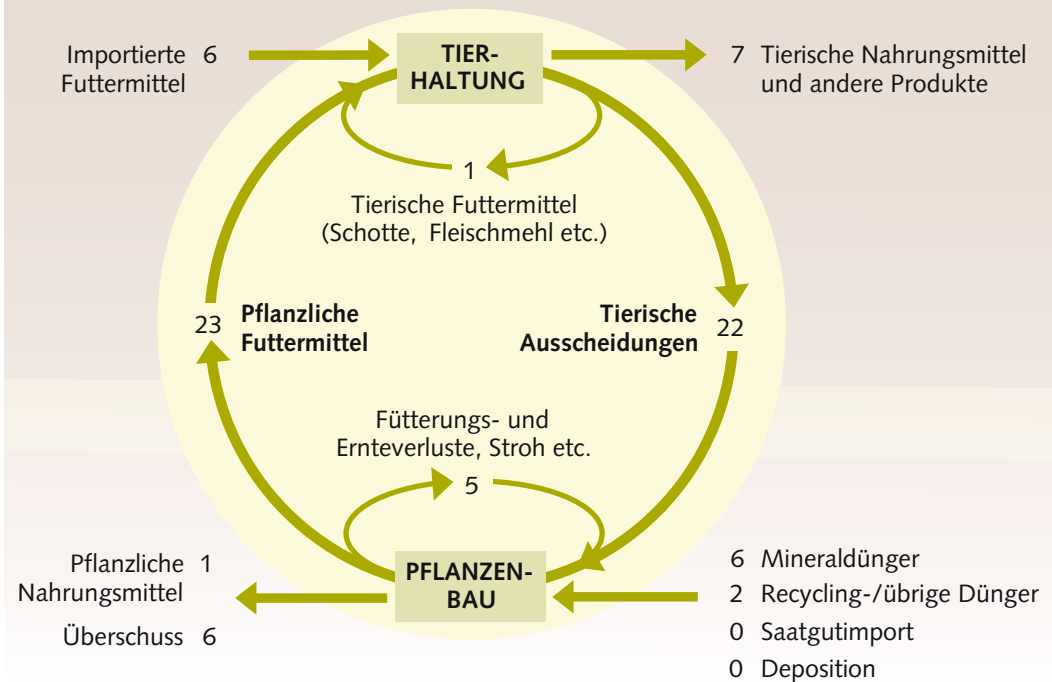 Importierte 6
Futtermittel
TIER-
HALTUNG
7 Tierische Nahrungsmittel
und andere Produkte
1
Tierische Futtermittel
(Schotte, Fleischmehl etc.)
23 Pflanzliche
Futtermittel
Tierische 22
Ausscheidungen
Fütterungs- und
Ernteverluste, Stroh etc.
5
Pflanzliche 1
Nahrungsmittel
Überschuss 6
PFLANZEN-
BAU
6 Mineraldünger
2 Recycling-/übrige Dünger
0 Saatgutimport
0 Deposition